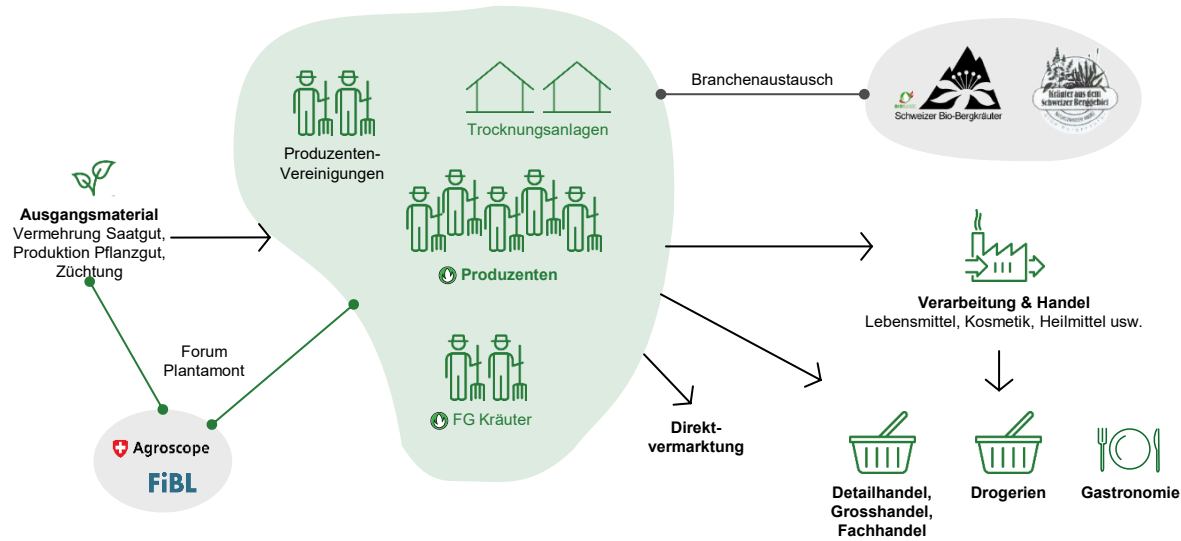 Branchenaustausch
Schweizer Bio-Bergkräuter
Kräuter aus dem
Schweizer Berggebiet
Trocknungsanlagen
Produzenten-
Vereinigungen
Ausgangsmaterial
Vermehrung Saatgut,
Produktion Pflanzgut,
Züchtung
Produzenten
Verarbeitung & Handel
Lebensmittel, Kosmetik, Heilmittel usw.
Forum
Plantamont
FG Kräuter
Direkt-
vermarktung
Agroscope
FiBL
Detailhandel,
Grosshandel,
Fachhandel
Drogerien
Gastronomie